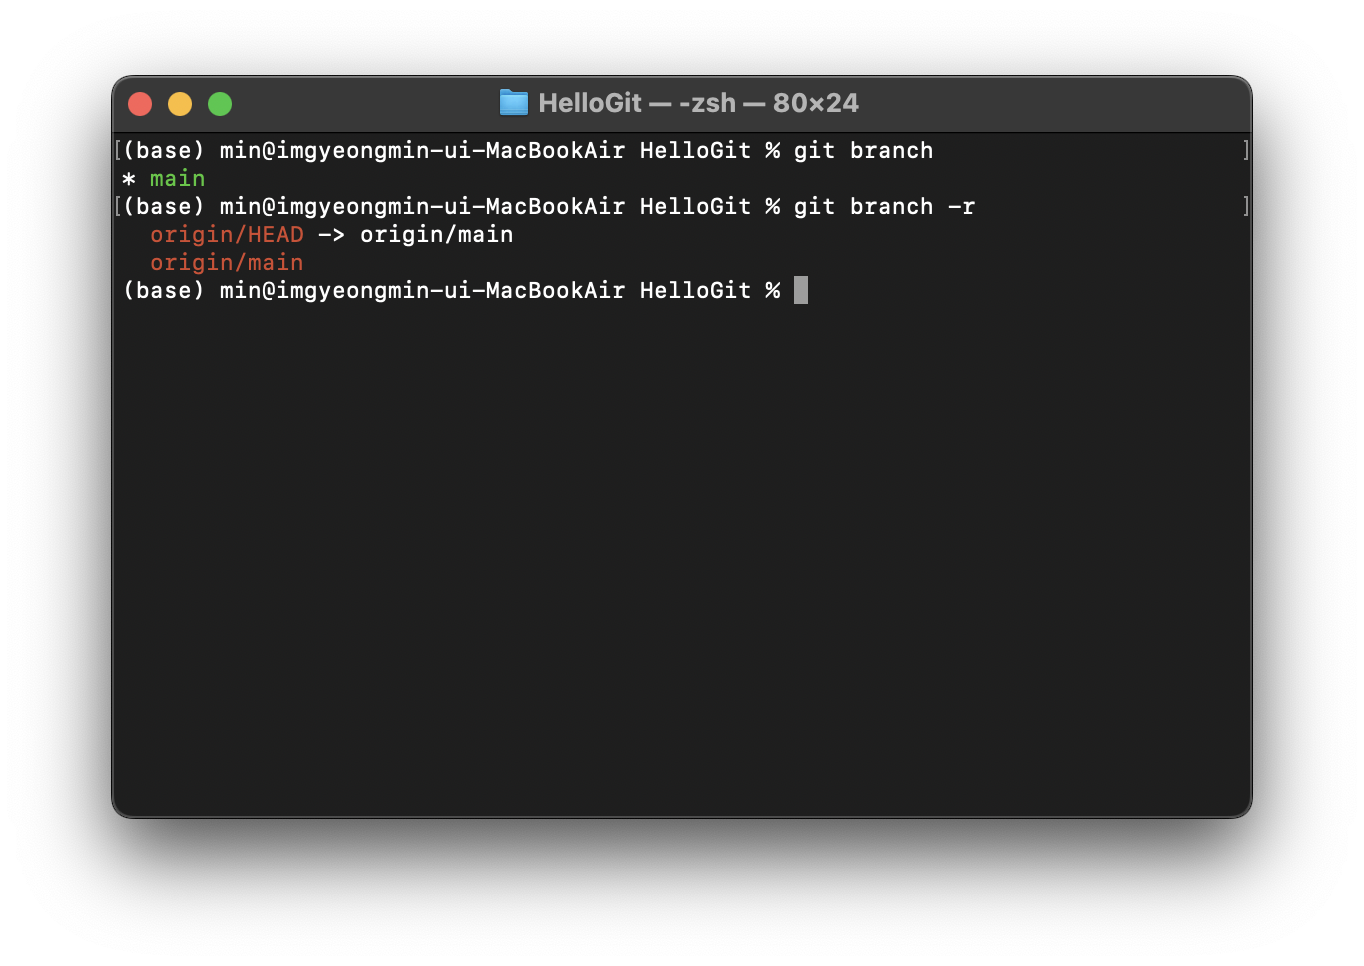 HelloGit — -zsh — 80×24
[(base) min@imgyeongmin-ui-MacBookAir HelloGit % git branch ]
* main
[(base) min@imgyeongmin-ui-MacBookAir HelloGit % git branch -r ]
origin/HEAD -> origin/main
origin/main
(base) min@imgyeongmin-ui-MacBookAir HelloGit %